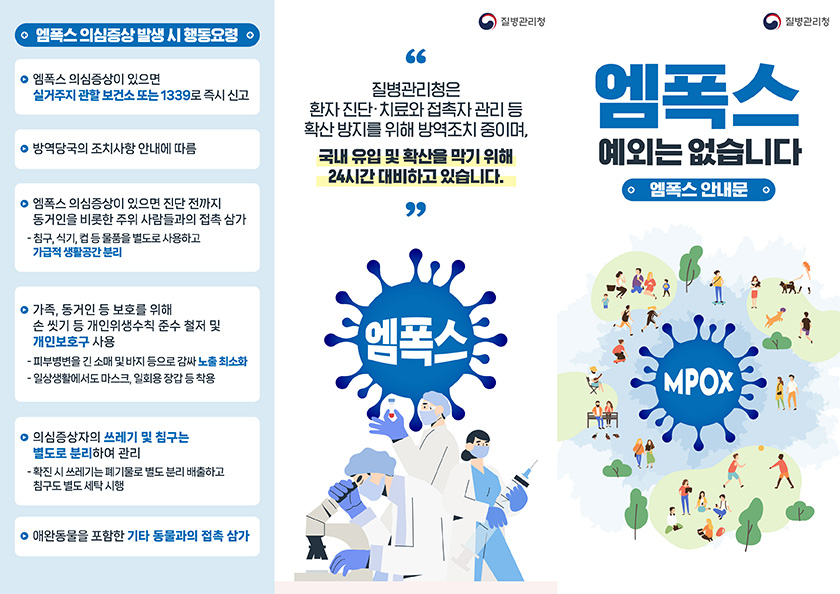 엠폭스 의심증상 발생 시 행동요령
엠폭스 의심증상이 있으면
실거주지 관할 보건소 또는 1339로 즉시 신고
방역당국의 조치사항 안내에 따름
엠폭스 의심증상이 있으면 진단 전까지
동거인을 비롯한 주위 사람들과의 접촉 삼가
- 침구, 식기, 컵 등 물품을 별도로 사용하고
가급적 생활공간 분리
가족, 동거인 등 보호를 위해
손 씻기 등 개인위생수칙 준수 철저 및
개인보호구 사용
- 피부병변을 긴 소매 및 바지 등으로 감싸 노출 최소화
- 일상생활에서도 마스크, 일회용 장갑 등 착용
의심증상자의 쓰레기 및 침구는
별도로 분리하여 관리
- 확진 시 쓰레기는 폐기물로 별도 분리 배출하고
침구도 별도 세탁 시행
애완동물을 포함한 기타 동물과의 접촉 삼가
질병관리청
“
질병관리청은
환자 진단·치료와 접촉자 관리 등
확산 방지를 위해 방역조치 중이며,
국내 유입 및 확산을 막기 위해
24시간 대비하고 있습니다.
”
엠폭스
질병관리청
엠폭스
예외는 없습니다
엠폭스 안내문
MPOX